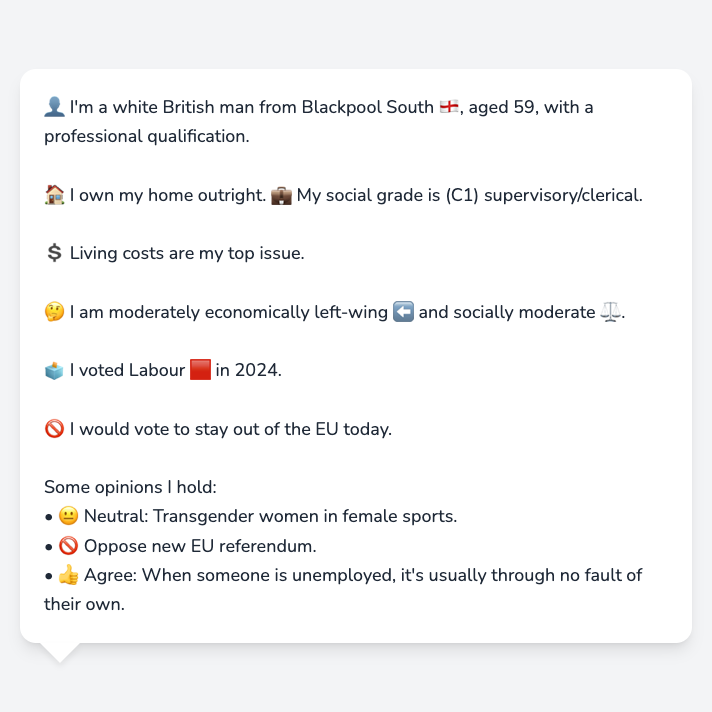 👤 I'm a white British man from Blackpool South 🏴󠁧󠁢󠁥󠁮󠁧󠁿, aged 59, with a
professional qualification.
🏠 I own my home outright. 💼 My social grade is (C1) supervisory/clerical.
💲 Living costs are my top issue.
🤔 I am moderately economically left-wing ⬅️ and socially moderate ⚖️.
🗳️ I voted Labour 🟥 in 2024.
🚫 I would vote to stay out of the EU today.
Some opinions I hold:
• 😐 Neutral: Transgender women in female sports.
• 🚫 Oppose new EU referendum.
• 👍 Agree: When someone is unemployed, it's usually through no fault of
their own.